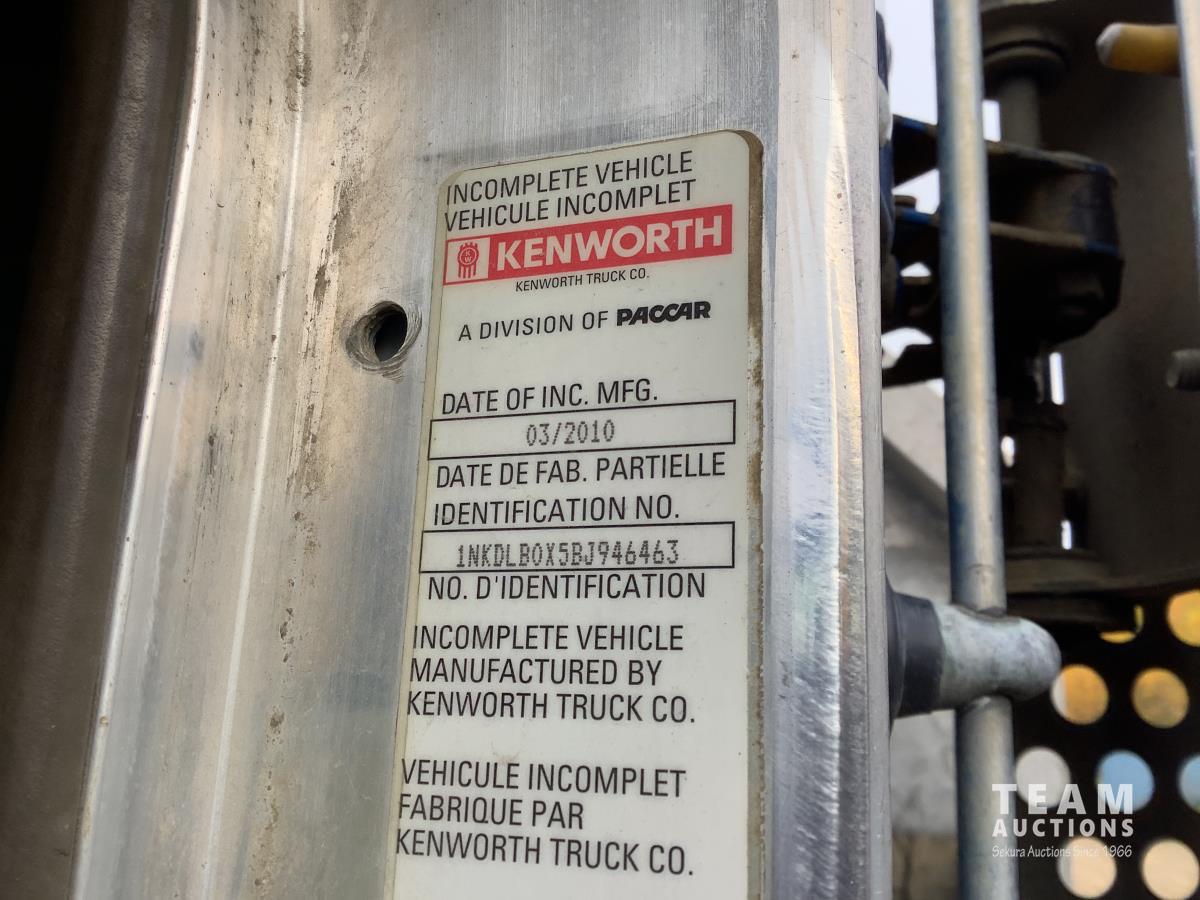 INCOMPLETE VEHICLE
VEHICULE INCOMPLET
KW KENWORTH
KENWORTH TRUCK CO.
A DIVISION OF PACCAR
DATE OF INC. MFG.
03/2010
DATE DE FAB. PARTIELLE
IDENTIFICATION NO.
1NKDLB0X5BJ946463
NO. D'IDENTIFICATION
INCOMPLETE VEHICLE
MANUFACTURED BY
KENWORTH TRUCK CO.
VEHICULE INCOMPLET
FABRIQUE PAR
KENWORTH TRUCK CO.
TEAM
AUCTIONS
Sekura Auctions Since 1966